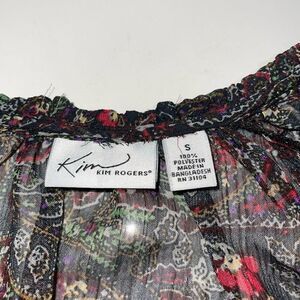 Kim
KIM ROGERS®
S
100%
POLYESTER
MADE IN
BANGLADESH
RN 31104